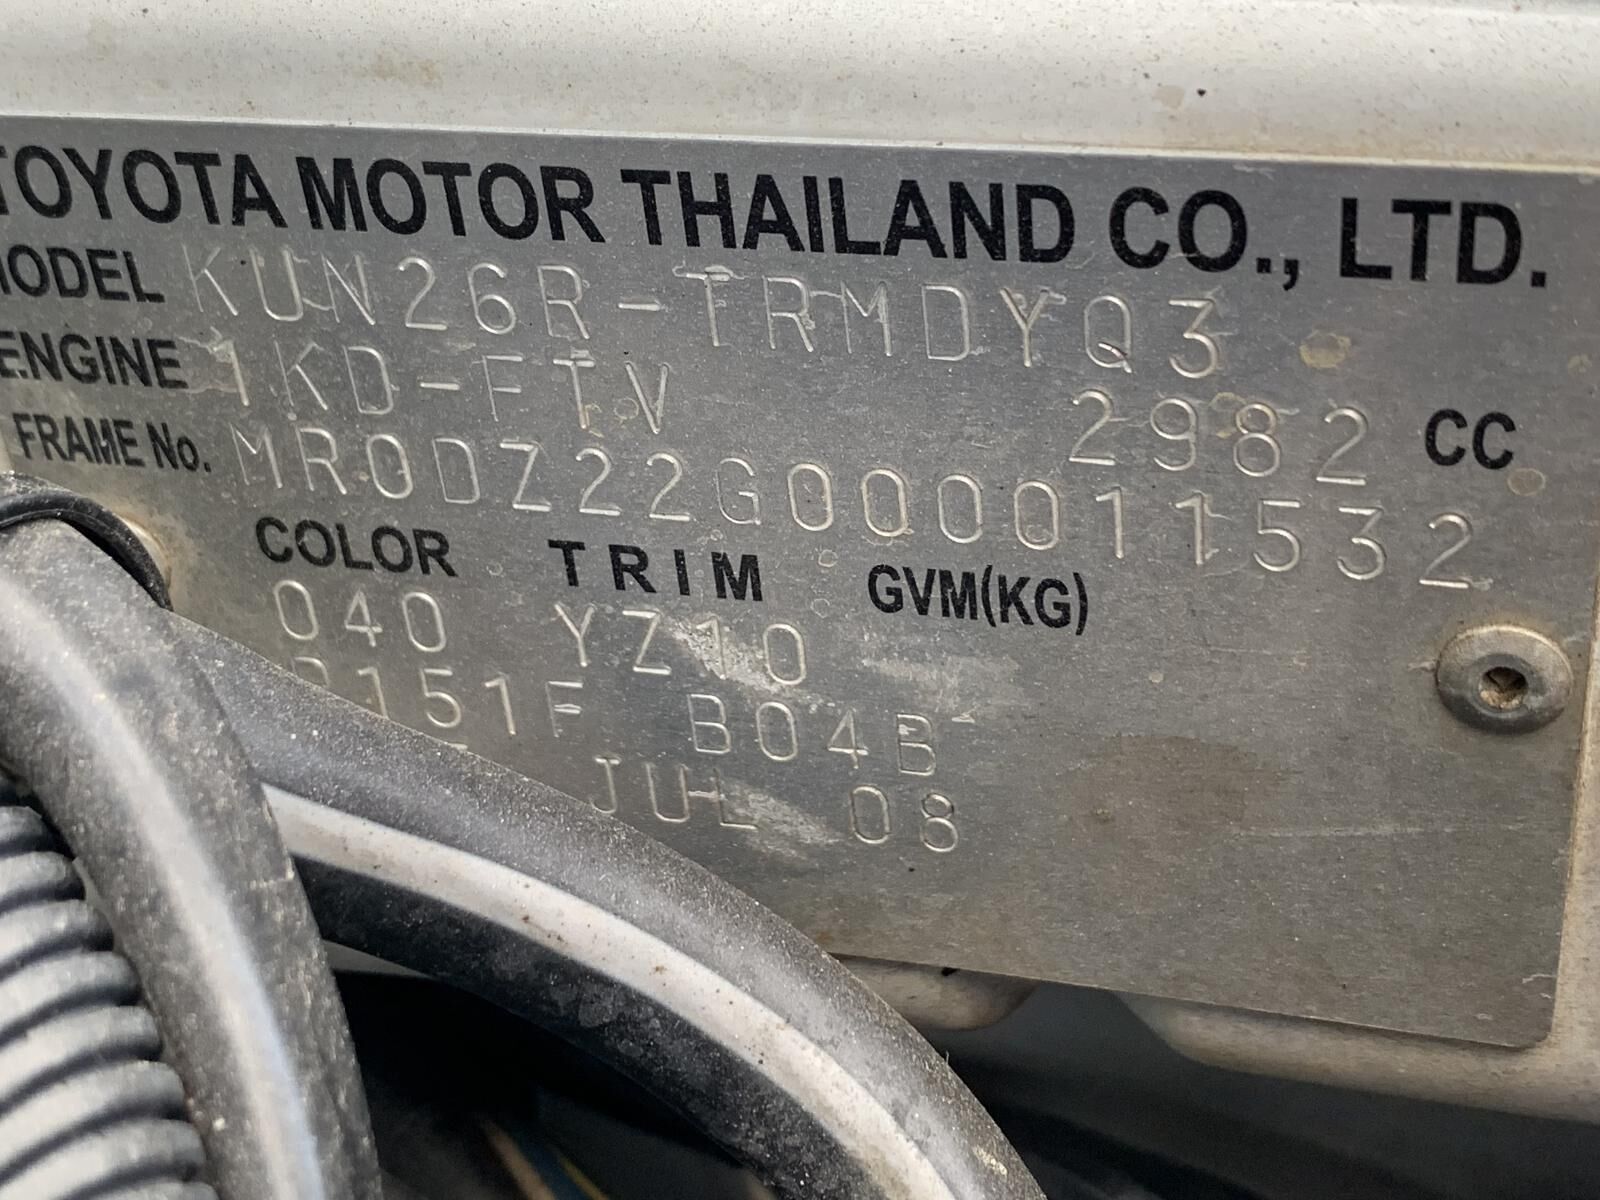 TOYOTA MOTOR THAILAND CO., LTD.
MODEL KUN26R-TRMDYQ3
ENGINE 1KD-FTV 2982 CC
FRAME No. MR0DZ22G000011532
COLOR TRIM GVM(KG)
040 YZ10
B04B
JUL 08